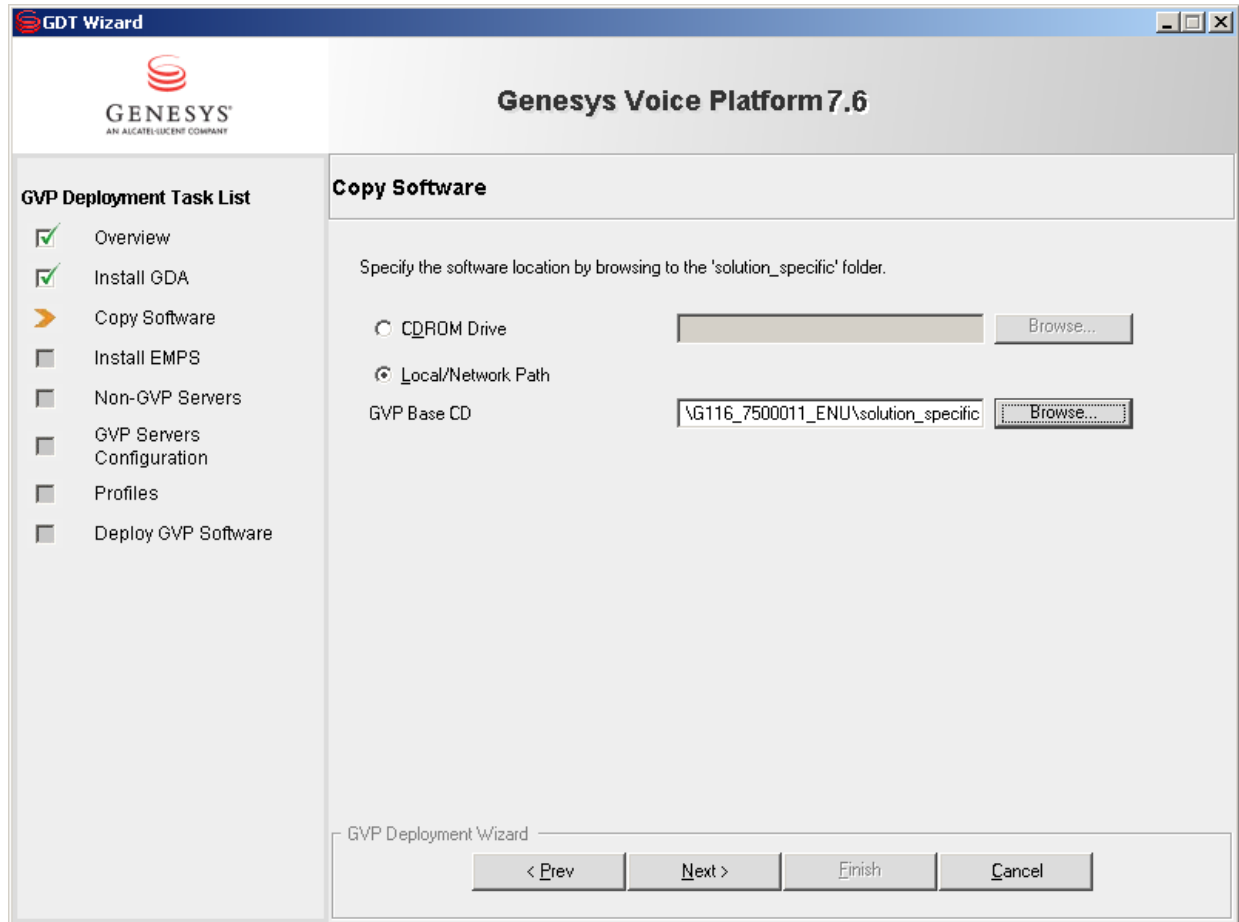 GDT Wizard
GENESYS
AN ALCATEL-LUCENT COMPANY
Genesys Voice Platform 7.6
GVP Deployment Task List
Overview
Install GDA
Copy Software
Install EMPS
Non-GVP Servers
GVP Servers
Configuration
Profiles
Deploy GVP Software
Copy Software
Specify the software location by browsing to the 'solution_specific' folder.
CDROM Drive
Browse...
Local/Network Path
GVP Base CD
\G116_7500011_ENU\solution_specific
Browse...
GVP Deployment Wizard
< Prev
Next >
Finish
Cancel